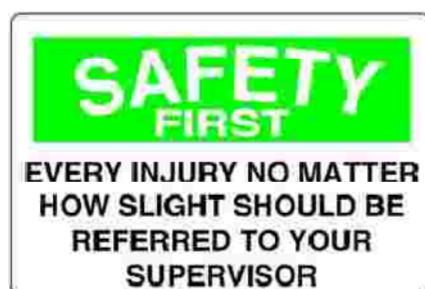 SAFETY
FIRST
EVERY INJURY NO MATTER
HOW SLIGHT SHOULD BE
REFERRED TO YOUR
SUPERVISOR